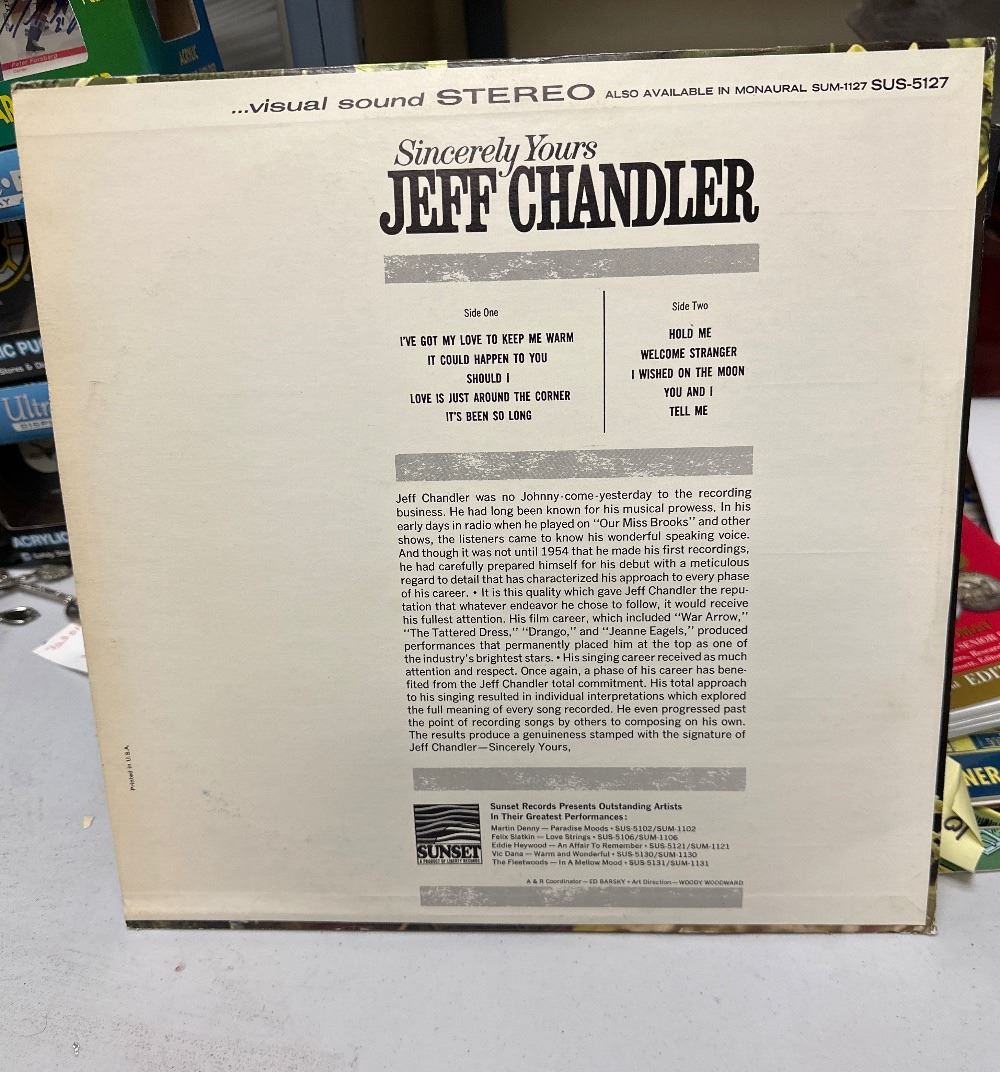 ...visual sound STEREO ALSO AVAILABLE IN MONAURAL SUM-1127 SUS-5127
Sincerely Yours
JEFF CHANDLER
Side One
I'VE GOT MY LOVE TO KEEP ME WARM
IT COULD HAPPEN TO YOU
SHOULD I
LOVE IS JUST AROUND THE CORNER
IT'S BEEN SO LONG
Side Two
HOLD ME
WELCOME STRANGER
I WISHED ON THE MOON
YOU AND I
TELL ME
Jeff Chandler was no Johnny-come-yesterday to the recording
business. He had long been known for his musical prowess. In his
early days in radio when he played on "Our Miss Brooks" and other
shows, the listeners came to know his wonderful speaking voice.
And though it was not until 1954 that he made his first recordings,
he had carefully prepared himself for his debut with a meticulous
regard to detail that has characterized his approach to every phase
of his career. • It is this quality which gave Jeff Chandler the repu-
tation that whatever endeavor he chose to follow, it would receive
his fullest attention. His film career, which included "War Arrow,"
"The Tattered Dress," "Drango," and "Jeanne Eagels," produced
performances that permanently placed him at the top as one of
the industry's brightest stars. • His singing career received as much
attention and respect. Once again, a phase of his career has bene-
fited from the Jeff Chandler total commitment. His total approach
to his singing resulted in individual interpretations which explored
the full meaning of every song recorded. He even progressed past
the point of recording songs by others to composing on his own.
The results produce a genuineness stamped with the signature of
Jeff Chandler—Sincerely Yours,
Printed in U.S.A.
SUNSET
A PRODUCT OF LIBERTY RECORDS
Sunset Records Presents Outstanding Artists
In Their Greatest Performances:
Martin Denny — Paradise Moods • SUS-5102/SUM-1102
Felix Slatkin — Love Strings • SUS-5106/SUM-1106
Eddie Heywood — An Affair To Remember • SUS-5121/SUM-1121
Vic Dana — Warm and Wonderful • SUS-5130/SUM-1130
The Fleetwoods — In A Mellow Mood • SUS-5131/SUM-1131
A & R Coordinator — ED BARSKY • Art Direction — WOODY WOODWARD
Peter Forsberg
ACRYLIC
IC PU
Ultr
ACRYLIC
EDI
NER